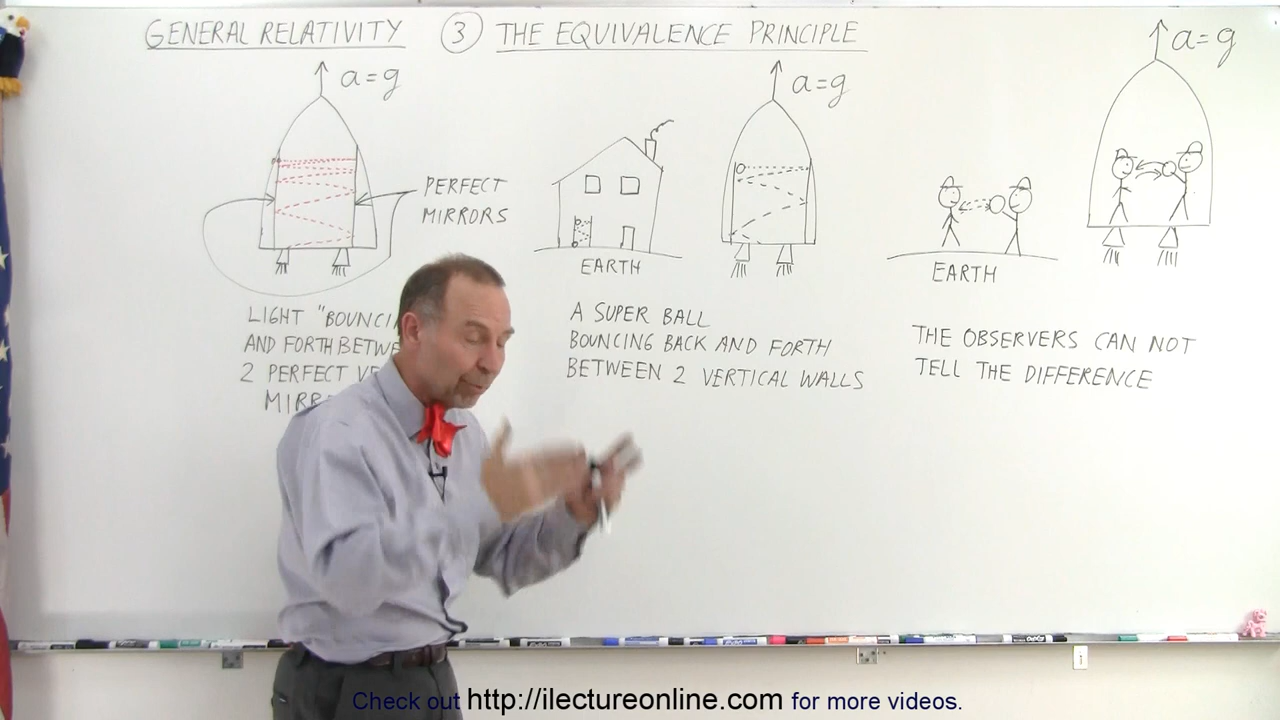 GENERAL RELATIVITY ③ THE EQUIVALENCE PRINCIPLE
a=g
a=g
a=g
PERFECT
MIRRORS
EARTH
EARTH
LIGHT "
AND FORTH
2 PERFECT
A SUPER BALL
BOUNCING BACK AND FORTH
BETWEEN 2 VERTICAL WALLS
THE OBSERVERS CAN NOT
TELL THE DIFFERENCE
Check out http://ilectureonline.com for more videos.